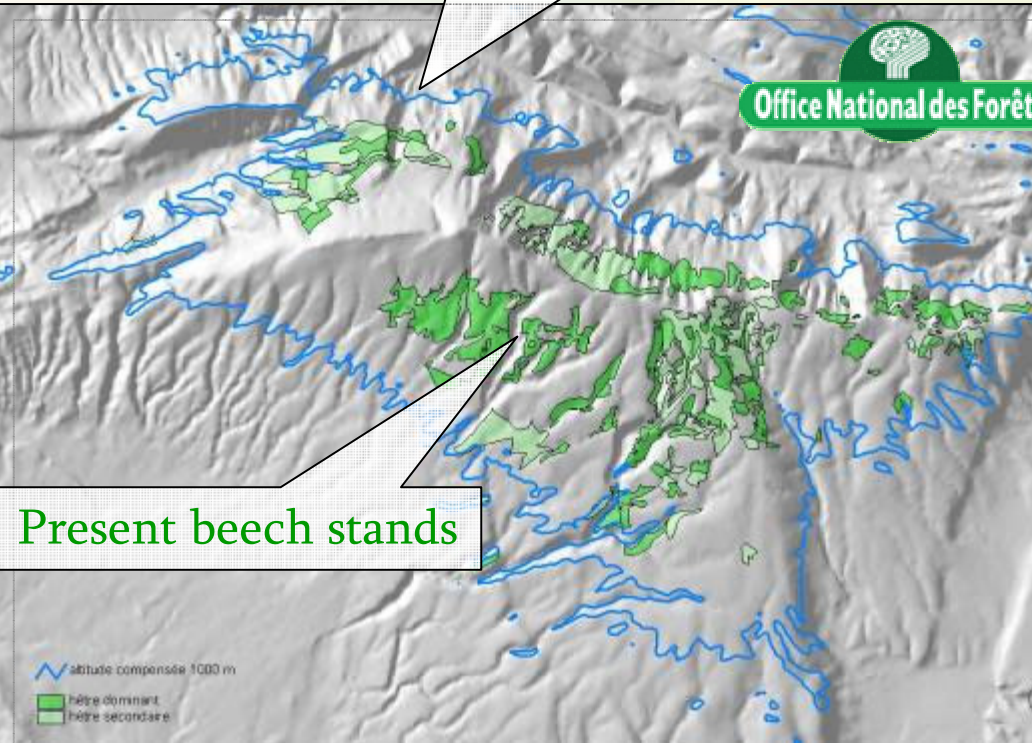 Office National des Forêt
Present beech stands
altitude compensée 1000 m
hêtre dominant
hêtre secondaire